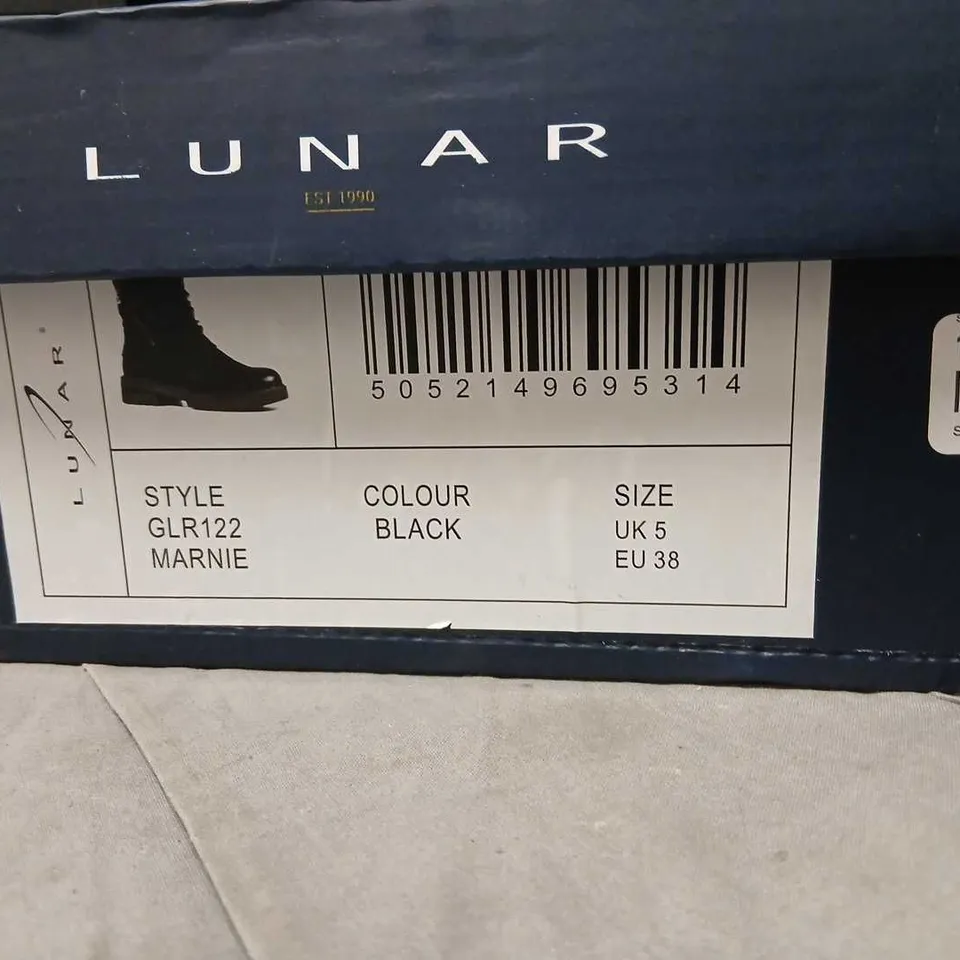 LUNAR
EST 1990
LUNAR
5052149695314
STYLE
GLR122
MARNIE
COLOUR
BLACK
SIZE
UK 5
EU 38